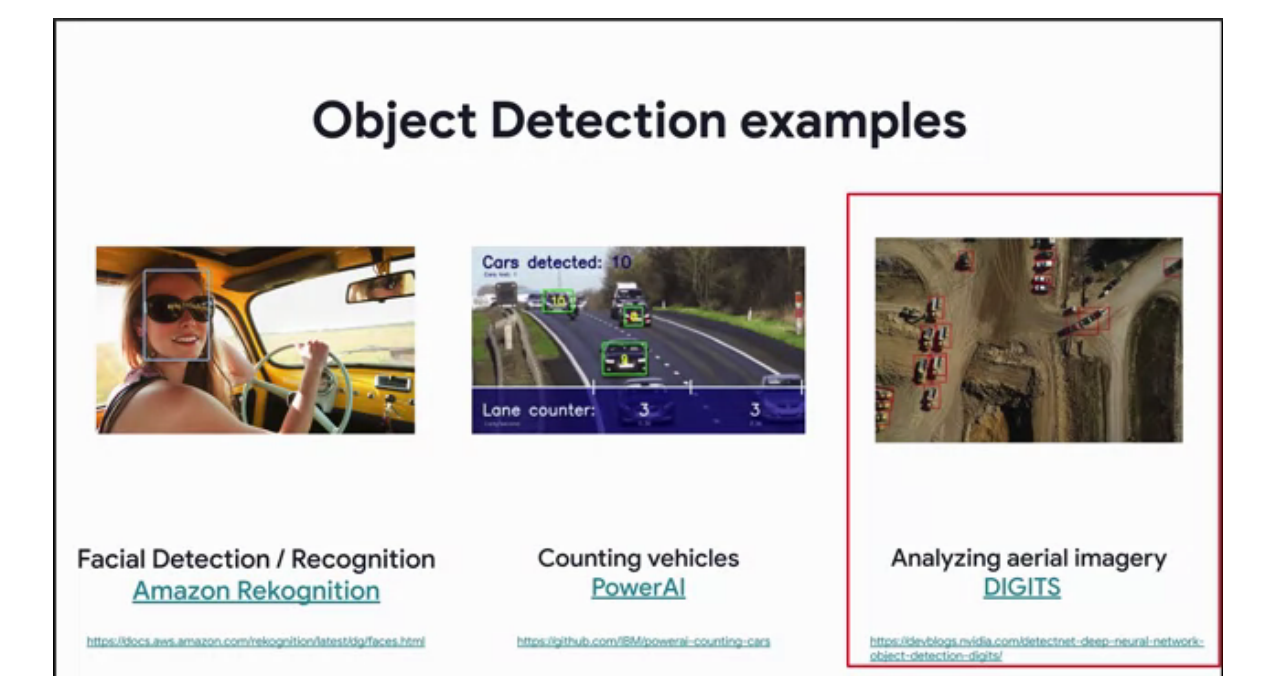 Object Detection examples
Cars detected: 10
10
9
Lane counter: 3 3
Facial Detection / Recognition
Amazon Rekognition
https://docs.aws.amazon.com/rekognition/latest/dg/faces.html
Counting vehicles
PowerAI
https://github.com/IBM/powerai-counting-cars
Analyzing aerial imagery
DIGITS
https://devblogs.nvidia.com/detectnet-deep-neural-network-
object-detection-digits/